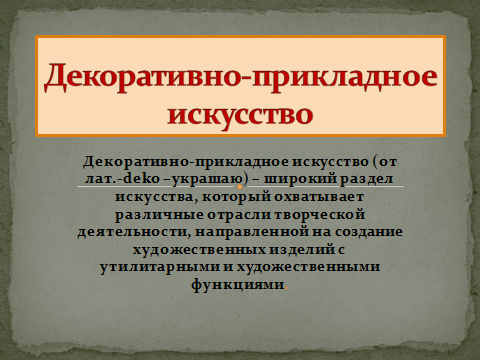 Декоративно-прикладное
искусство
Декоративно-прикладное искусство (от
лат.-deko –украшаю) – широкий раздел
искусства, который охватывает
различные отрасли творческой
деятельности, направленной на создание
художественных изделий с
утилитарными и художественными
функциями